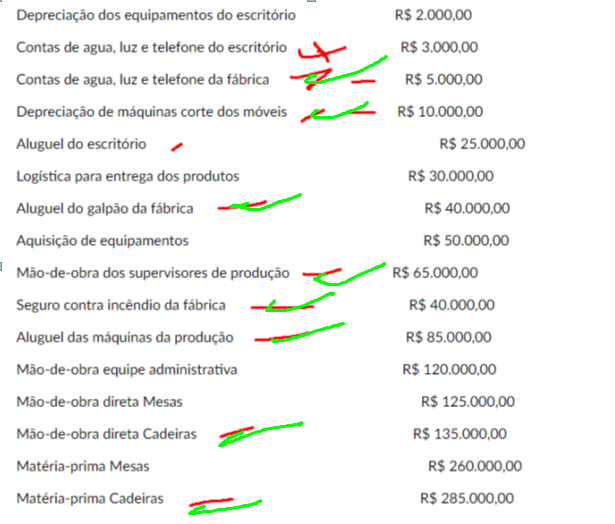 Depreciação dos equipamentos do escritório R$ 2.000,00
Contas de agua, luz e telefone do escritório R$ 3.000,00
Contas de agua, luz e telefone da fábrica R$ 5.000,00
Depreciação de máquinas corte dos móveis R$ 10.000,00
Aluguel do escritório R$ 25.000,00
Logística para entrega dos produtos R$ 30.000,00
Aluguel do galpão da fábrica R$ 40.000,00
Aquisição de equipamentos R$ 50.000,00
Mão-de-obra dos supervisores de produção R$ 65.000,00
Seguro contra incêndio da fábrica R$ 40.000,00
Aluguel das máquinas da produção R$ 85.000,00
Mão-de-obra equipe administrativa R$ 120.000,00
Mão-de-obra direta Mesas R$ 125.000,00
Mão-de-obra direta Cadeiras R$ 135.000,00
Matéria-prima Mesas R$ 260.000,00
Matéria-prima Cadeiras R$ 285.000,00